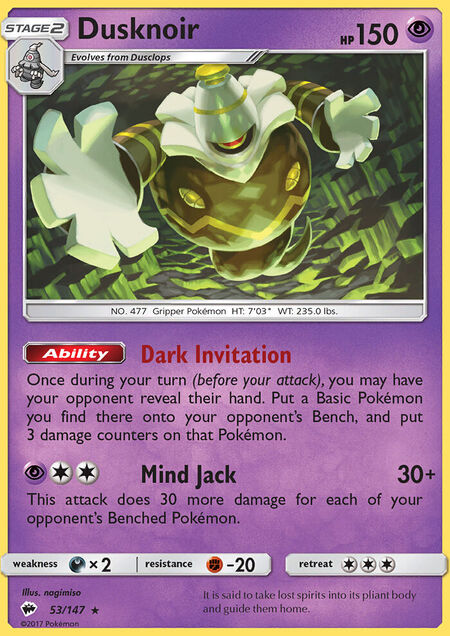 STAGE2
Dusknoir
HP150
Evolves from Dusclops
NO. 477 Gripper Pokémon HT: 7'03" WT: 235.0 lbs.
Ability
Dark Invitation
Once during your turn (before your attack), you may have
your opponent reveal their hand. Put a Basic Pokémon
you find there onto your opponent's Bench, and put
3 damage counters on that Pokémon.
Mind Jack 30+
This attack does 30 more damage for each of your
opponent's Benched Pokémon.
weakness ×2 resistance -20 retreat
Illus. nagimiso
53/147 ★
©2017 Pokémon
It is said to take lost spirits into its pliant body
and guide them home.